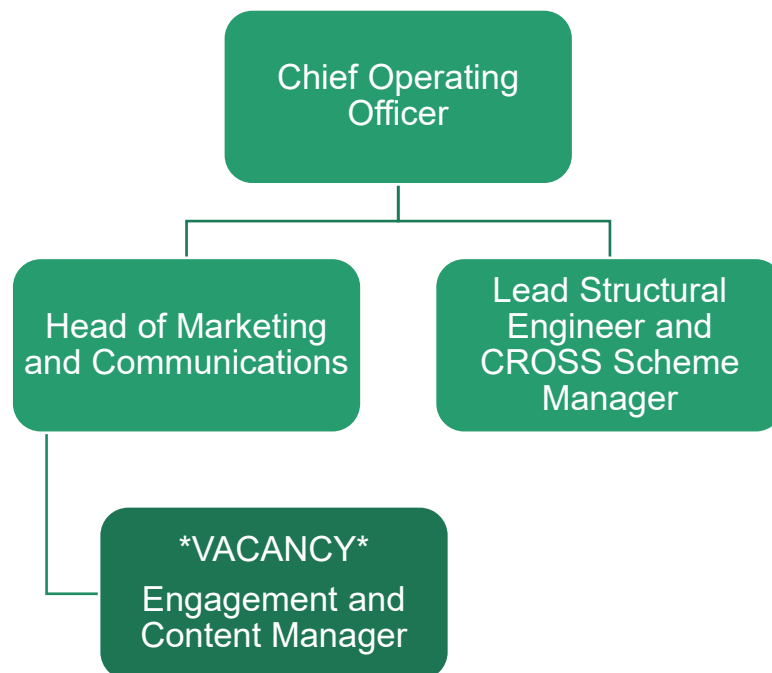 Chief Operating
Officer
Head of Marketing
and Communications
Lead Structural
Engineer and
CROSS Scheme
Manager
*VACANCY*
Engagement and
Content Manager